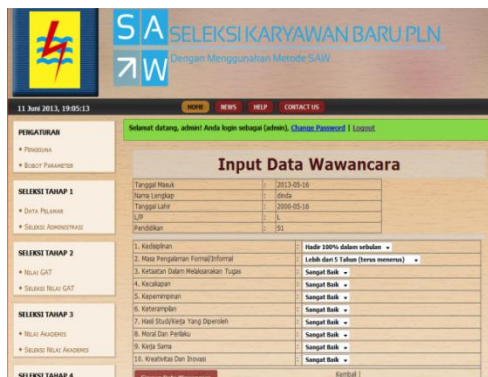 SAW
SELEKSI KARYAWAN BARU PLN
Dengan Menggunakan Metode SAW
11 Juni 2013, 19:05:13
HOME NEWS HELP CONTACT US
Selamat datang, admin! Anda login sebagai (admin), Change Password | Logout
PENGATURAN
• PENGGUNA
• BOBOT PARAMETER
SELEKSI TAHAP 1
• DATA PELAMAR
• SELEKSI ADMINISTRASI
SELEKSI TAHAP 2
• NILAI GAT
• SELEKSI NILAI GAT
SELEKSI TAHAP 3
• NILAI AKADEMIS
• SELEKSI NILAI AKADEMIS
SELEKSI TAHAP 4
Input Data Wawancara
Tanggal Masuk : 2013-05-16
Nama Lengkap : dinda
Tanggal Lahir : 2000-05-16
L/P : L
Pendidikan : S1
1. Kedisiplinan : Hadir 100% dalam sebulan
2. Masa Pengalaman Formal/Informal : Lebih dari 5 Tahun (terus menerus)
3. Ketaatan Dalam Melaksanakan Tugas : Sangat Baik
4. Kecakapan : Sangat Baik
5. Kepemimpinan : Sangat Baik
6. Keterampilan : Sangat Baik
7. Hasil Studi/Kerja Yang Diperoleh : Sangat Baik
8. Moral Dan Perilaku : Sangat Baik
9. Kerja Sama : Sangat Baik
10. Kreativitas Dan Inovasi : Sangat Baik
Kembali |